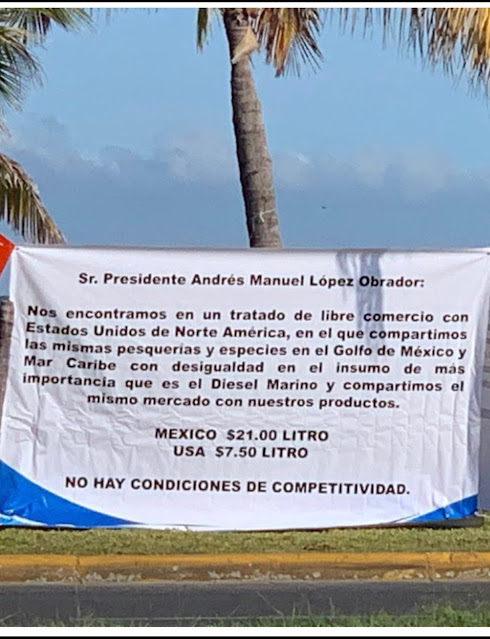 Sr. Presidente Andrés Manuel López Obrador:
Nos encontramos en un tratado de libre comercio con
Estados Unidos de Norte América, en el que compartimos
las mismas pesquerias y especies en el Golfo de México y
Mar Caribe con desigualdad en el insumo de más
importancia que es el Diesel Marino y compartimos el
mismo mercado con nuestros productos.
MEXICO $21.00 LITRO
USA $7.50 LITRO
NO HAY CONDICIONES DE COMPETITIVIDAD.